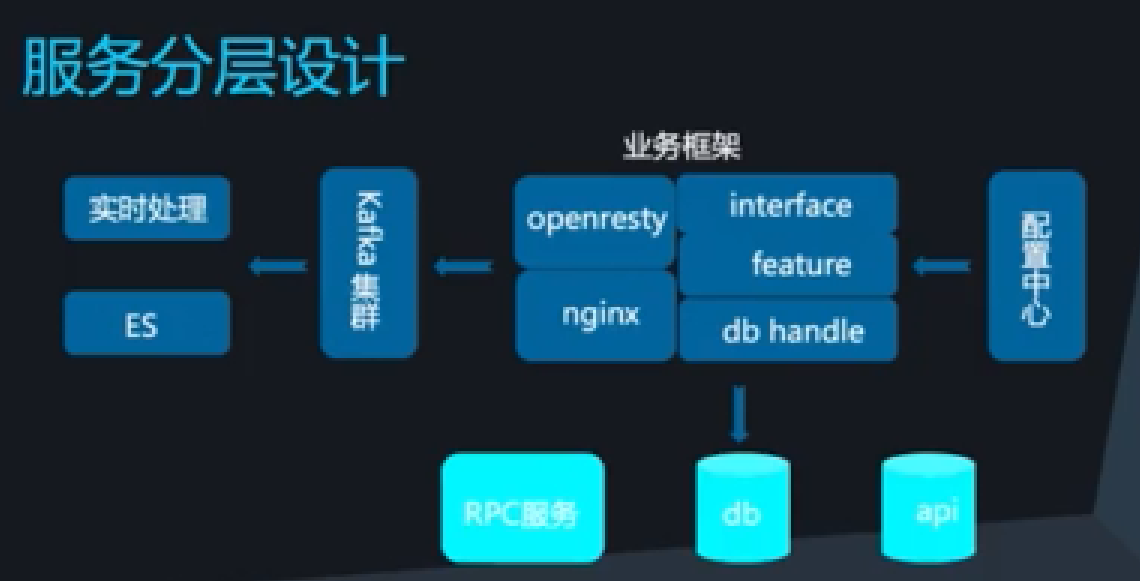 服务分层设计
业务框架
实时处理
ES
Kafka 集群
openresty
nginx
interface
feature
db handle
配置中心
RPC服务
db
api